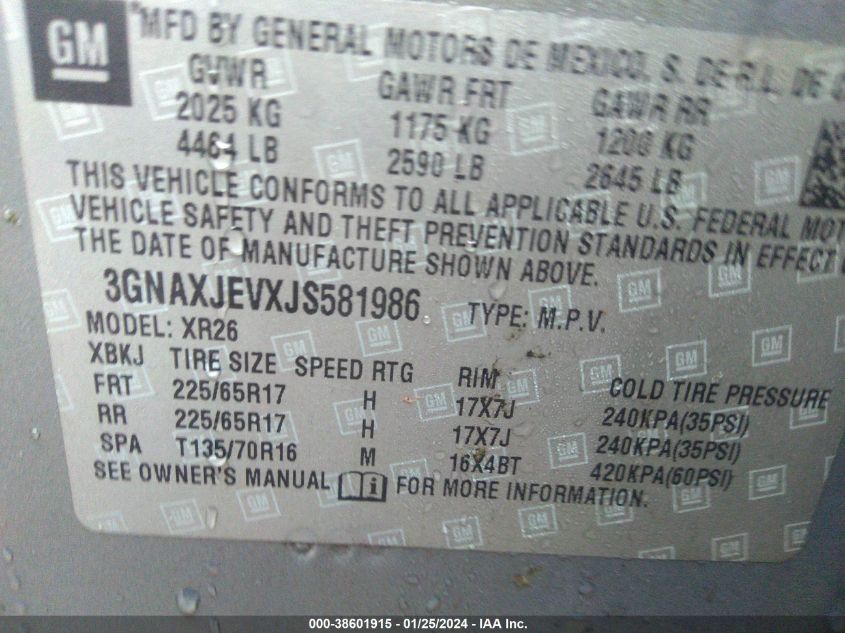 GM
MFD BY GENERAL MOTORS DE MEXICO, S. DE R.L. DE
GVWR GAWR FRT GAWR RR
2025 KG 1175 KG 1200 KG
4464 LB 2590 LB 2645 LB
THIS VEHICLE CONFORMS TO ALL APPLICABLE U.S. FEDERAL MOT
VEHICLE SAFETY AND THEFT PREVENTION STANDARDS IN EFFECT
THE DATE OF MANUFACTURE SHOWN ABOVE.
3GNAXJEVXJS581986 TYPE: M.P.V.
MODEL: XR26
XBKJ TIRE SIZE SPEED RTG RIM COLD TIRE PRESSURE
FRT 225/65R17 H 17X7J 240KPA(35PSI)
RR 225/65R17 H 17X7J 240KPA(35PSI)
SPA T135/70R16 M 16X4BT 420KPA(60PSI)
SEE OWNER'S MANUAL FOR MORE INFORMATION.
000-38601915 - 01/25/2024 - IAA Inc.